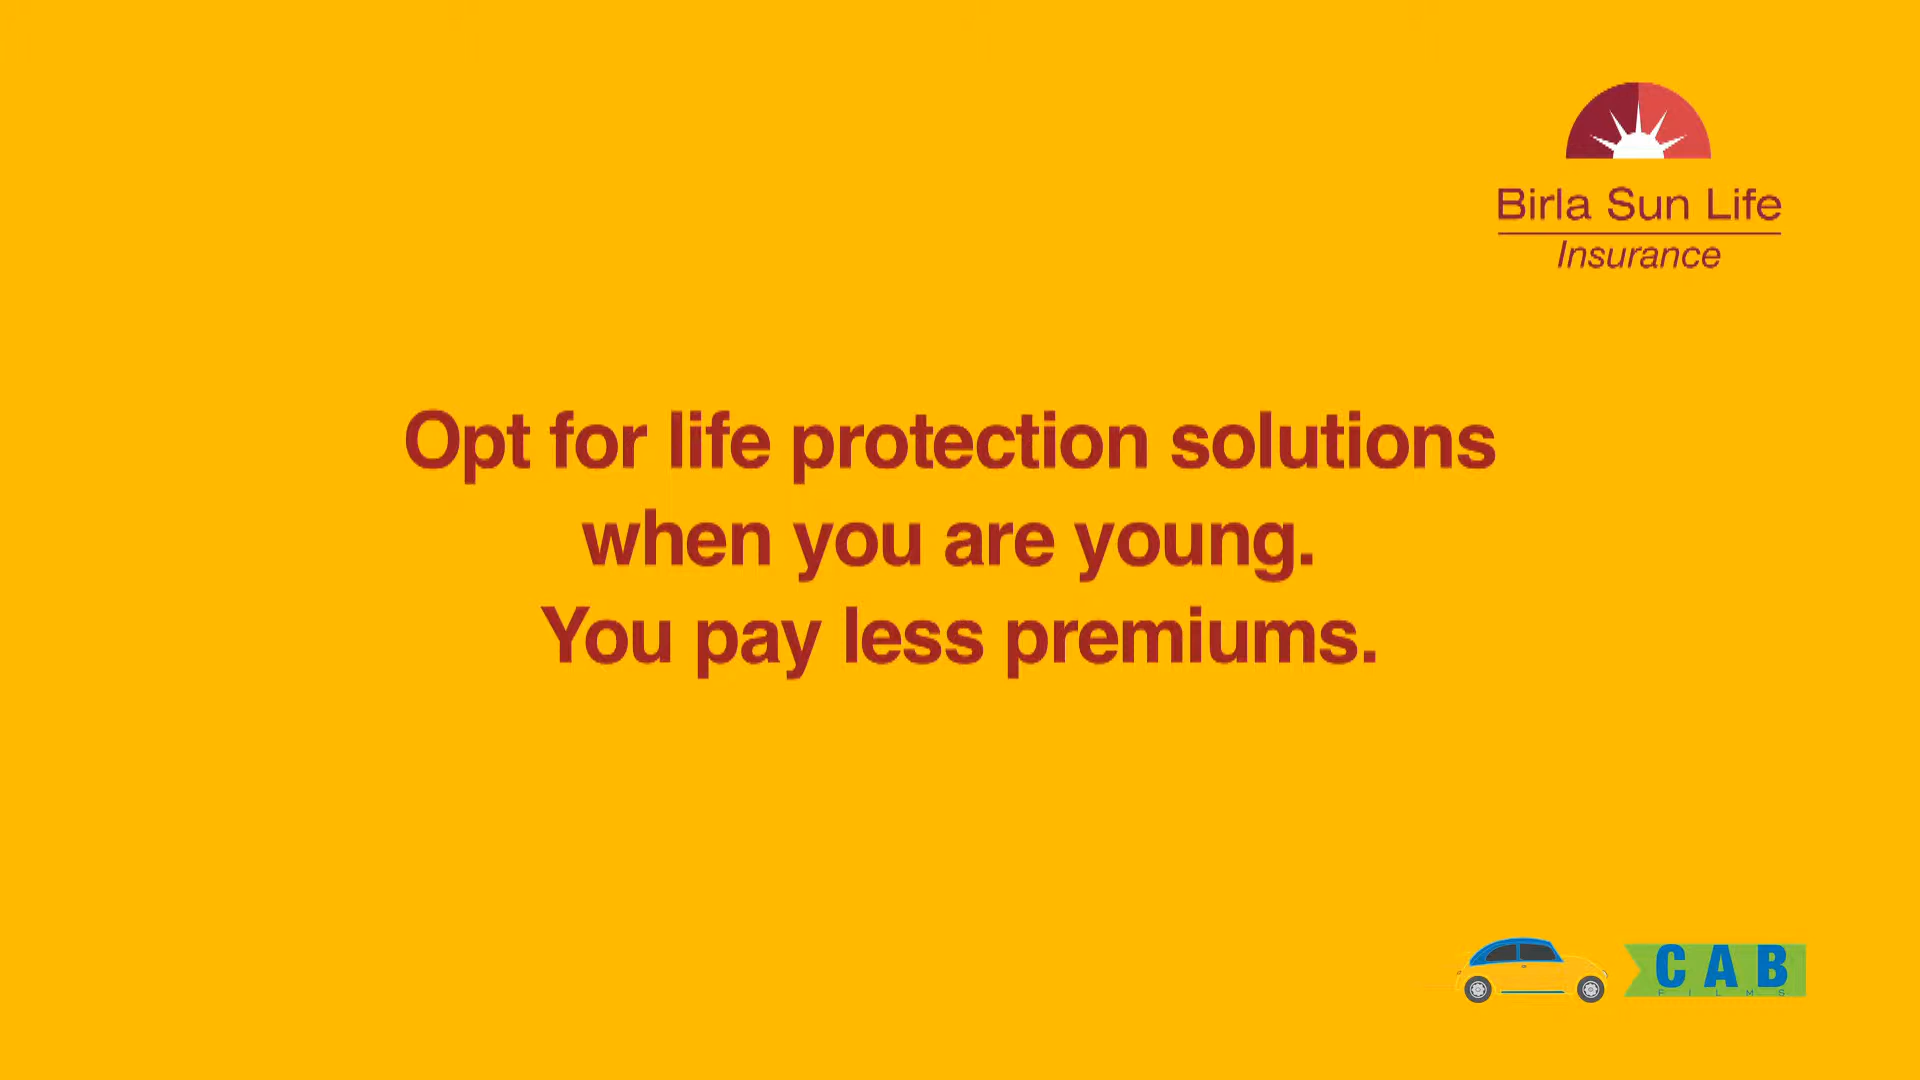 Birla Sun Life
Insurance
Opt for life protection solutions
when you are young.
You pay less premiums.
CAB
FILMS